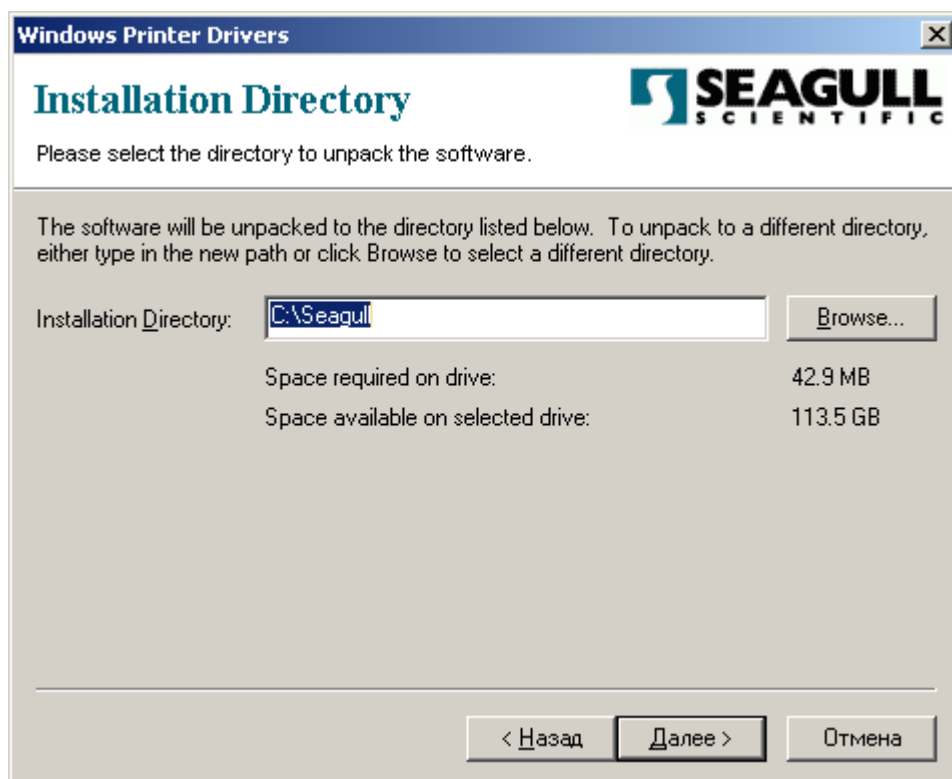 Windows Printer Drivers
Installation Directory
SEAGULL
SCIENTIFIC
Please select the directory to unpack the software.
The software will be unpacked to the directory listed below.  To unpack to a different directory,
either type in the new path or click Browse to select a different directory.
Installation Directory: C:\Seagull Browse...
Space required on drive: 42.9 MB
Space available on selected drive: 113.5 GB
< Назад Далее > Отмена